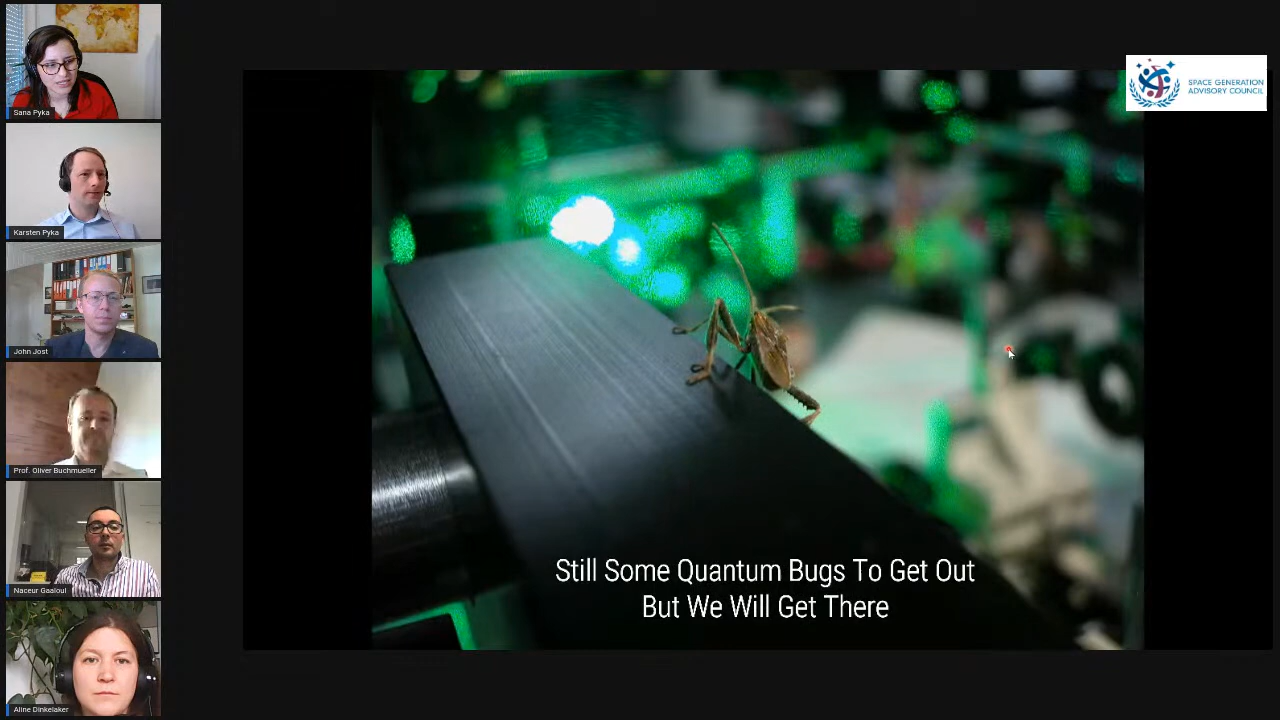 Sana Pyka
Karsten Pyka
John Jost
Prof. Oliver Buchmueller
Naceur Gaaloul
Aline Dinkelaker
SPACE GENERATION
ADVISORY COUNCIL
Still Some Quantum Bugs To Get Out
But We Will Get There